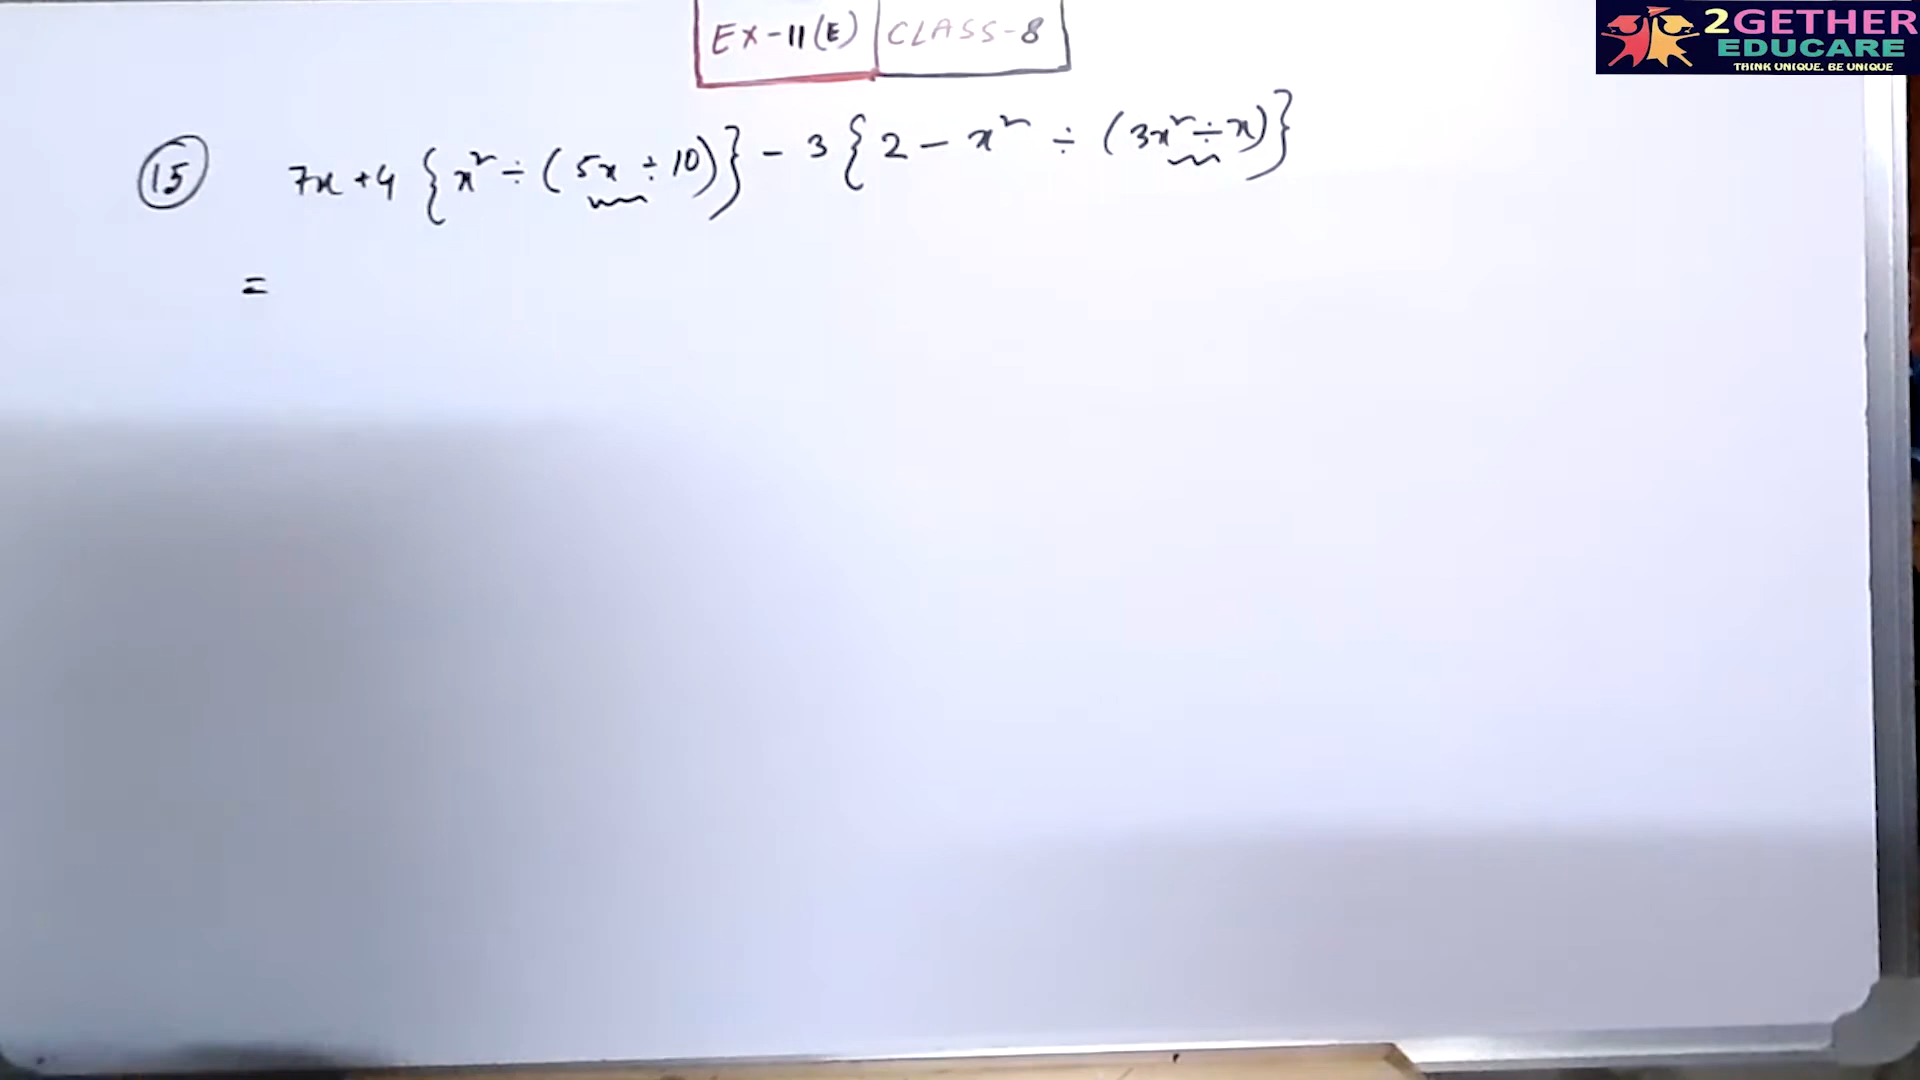 EX-11(E) CLASS-8
2GETHER
EDUCARE
THINK UNIQUE. BE UNIQUE
15 7x+4{x²÷(5x÷10)}-3{2-x²÷(3x²÷x)}
=